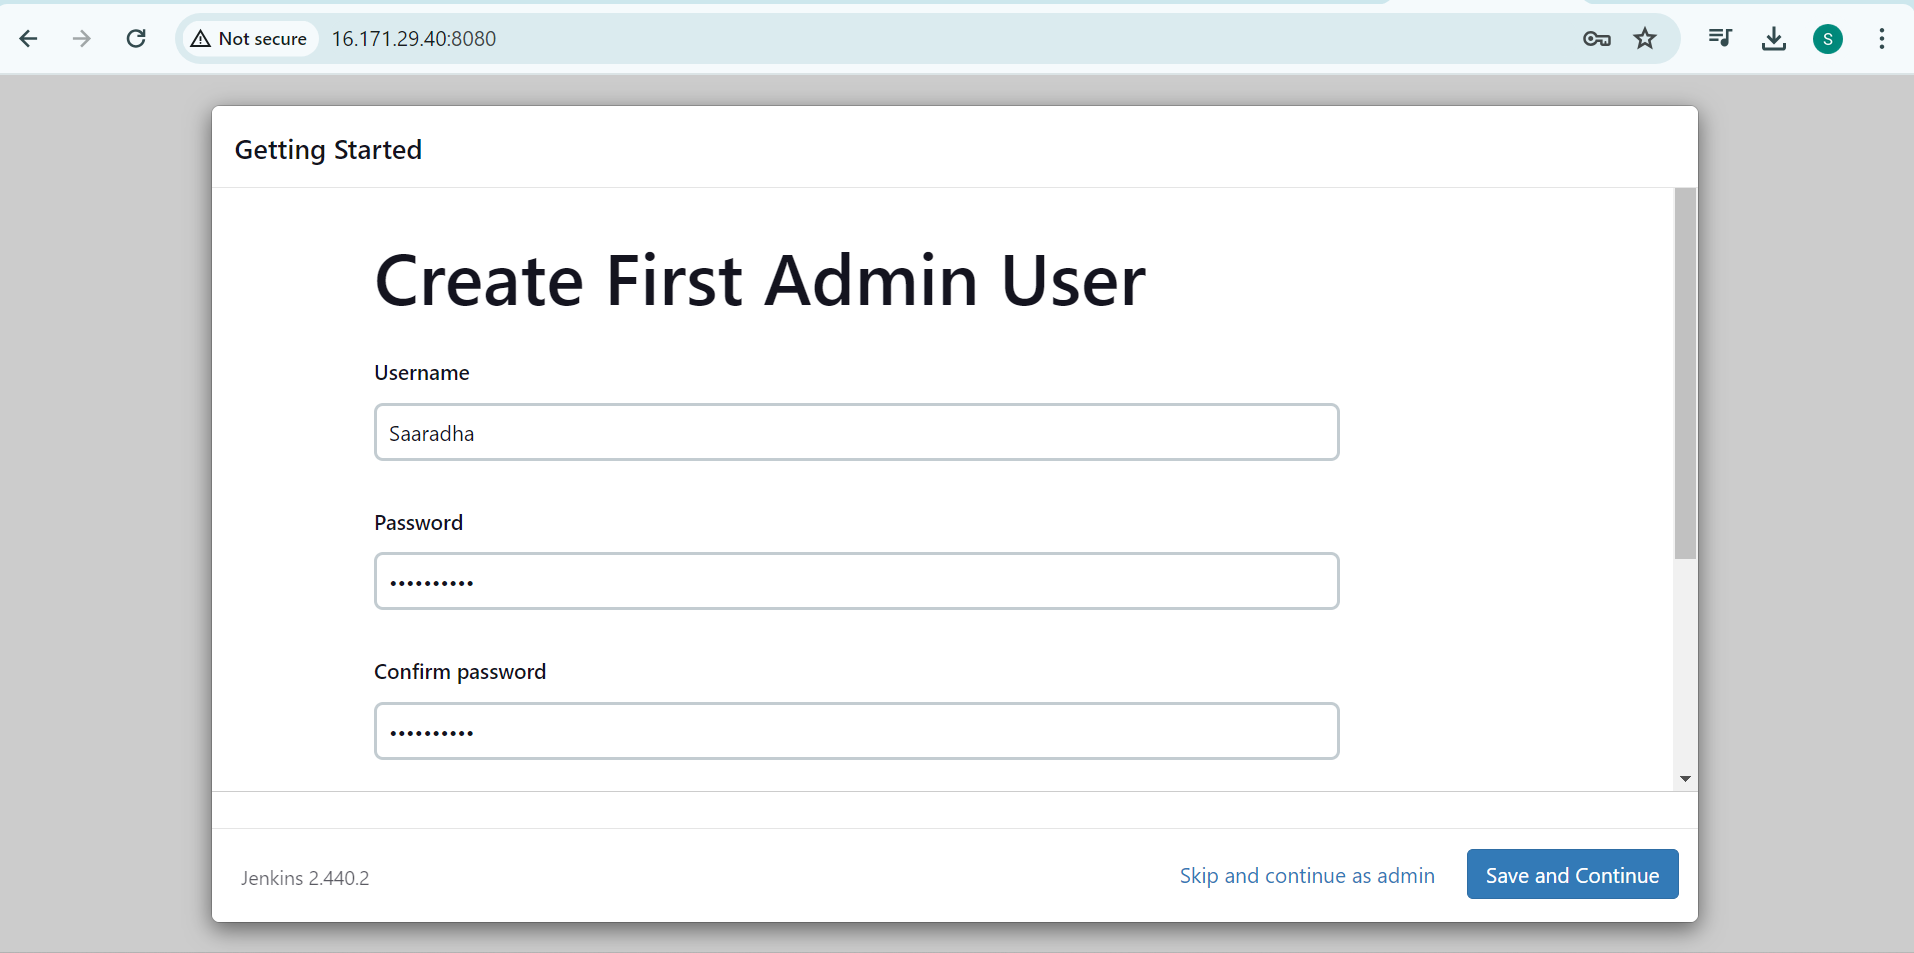 Not secure 16.171.29.40:8080
S
Getting Started
Create First Admin User
Username
Saaradha
Password
••••••••••
Confirm password
••••••••••
Jenkins 2.440.2
Skip and continue as admin
Save and Continue